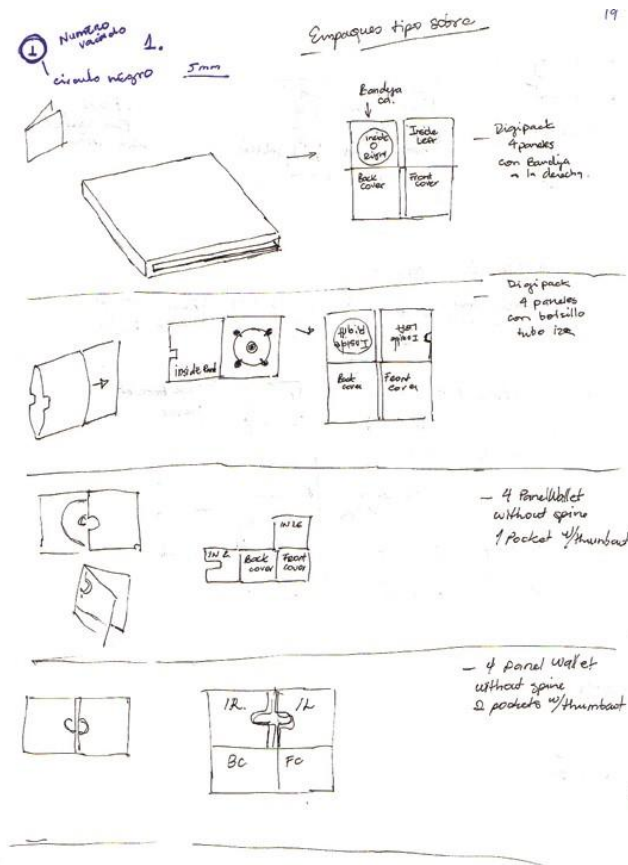 19
① Numero
vaciado 1.
circulo negro 5mm
Empaques tipo sobre
Bandeja
cd.
Inside
Right
Inside
Left
Back
cover
Front
cover
— Digipack
4 paneles
con Bandeja
a la derecha.
Digipack
4 paneles
con bolsillo
tubo izq
inside
Inside
Right
Inside
Left
Back
cover
Front
cover
— 4 Panel Wallet
without spine
1 Pocket w/thumbcut
IN LE
IN R
Back
cover
Front
cover
— 4 panel wallet
without spine
2 pockets w/thumbcut
IR.
IL
BC
FC